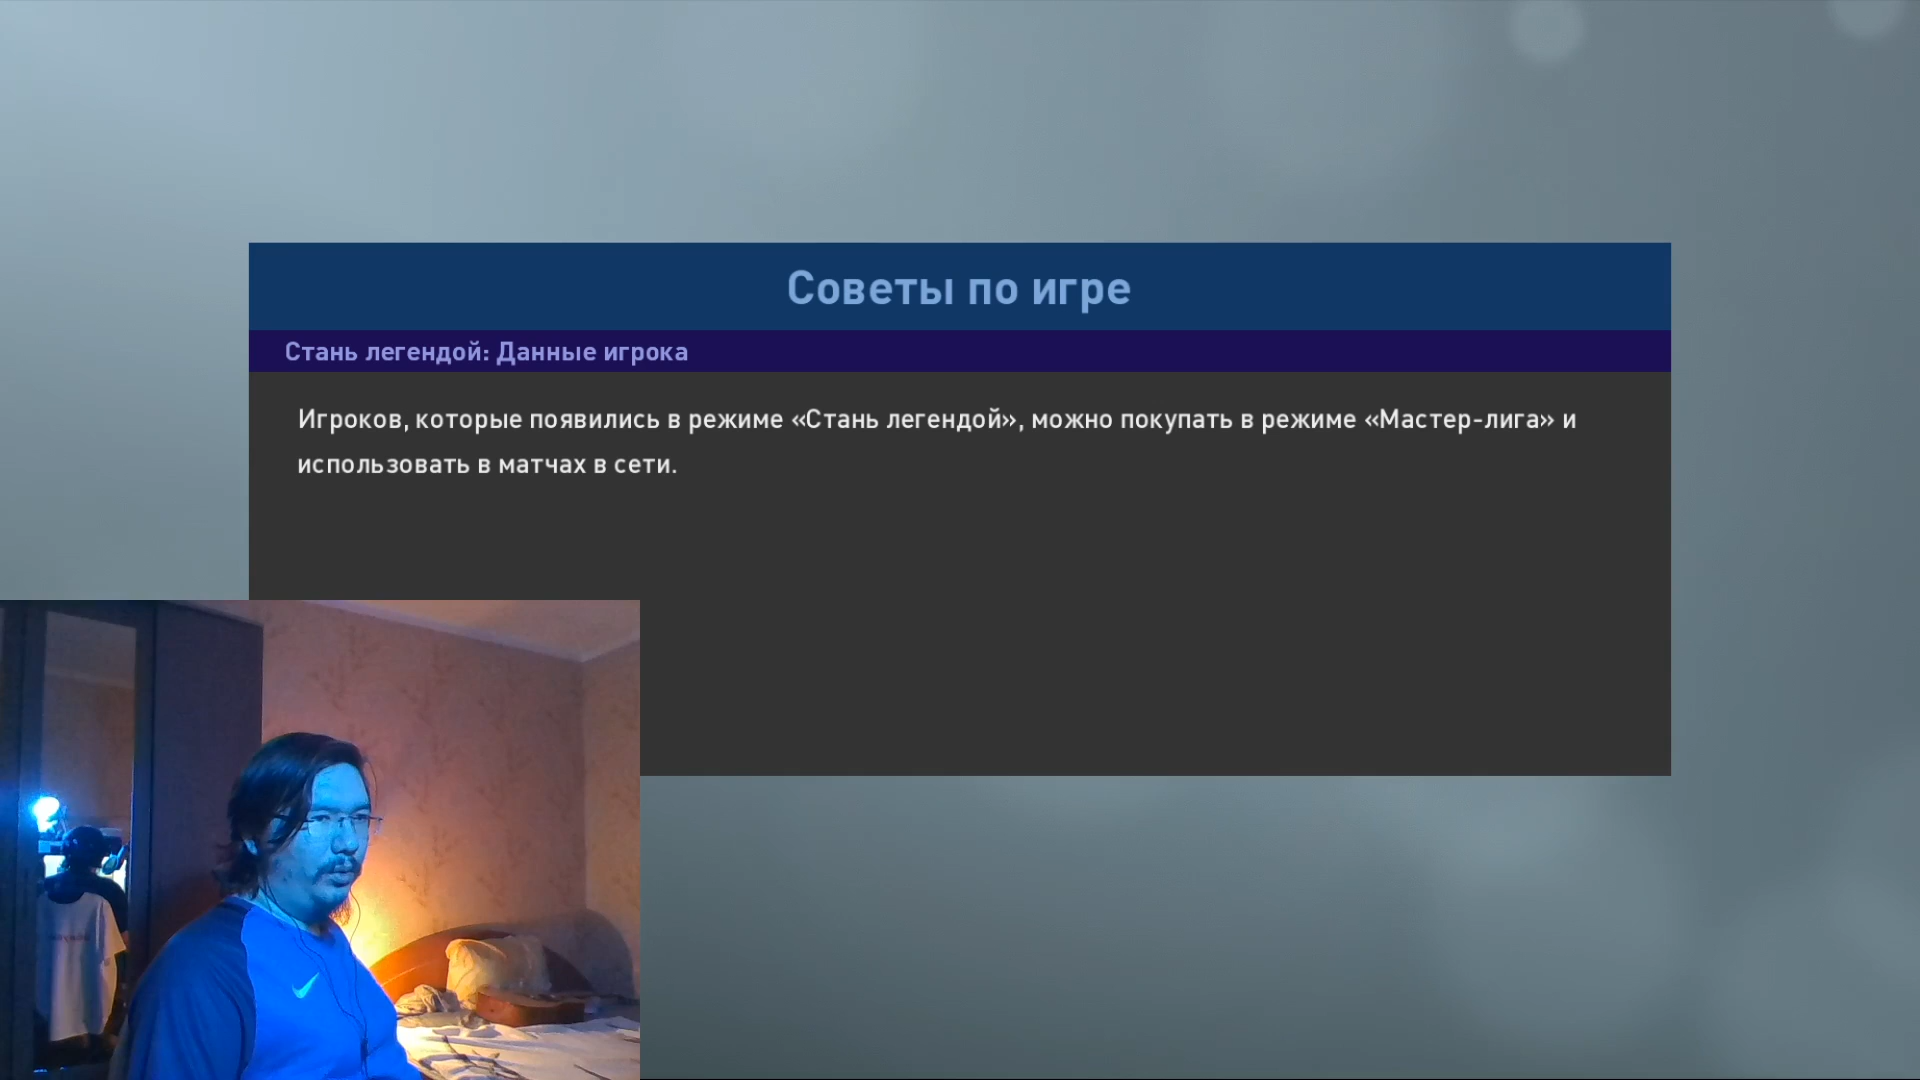 Советы по игре
Стань легендой: Данные игрока
Игроков, которые появились в режиме «Стань легендой», можно покупать в режиме «Мастер-лига» и
использовать в матчах в сети.